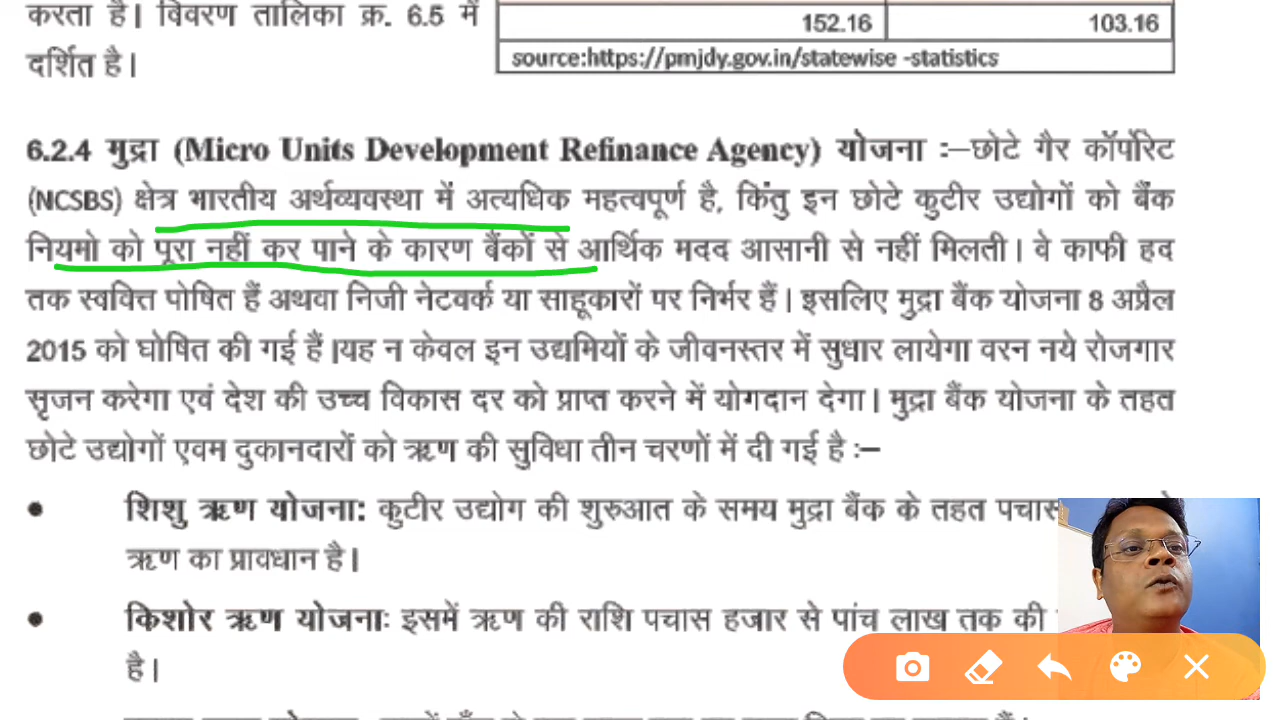 करता है। विवरण तालिका क्र. 6.5 में
दर्शित है।
152.16 103.16
source:https://pmjdy.gov.in/statewise -statistics
6.2.4 मुद्रा (Micro Units Development Refinance Agency) योजना :–छोटे गैर कॉर्पोरेट
(NCSBS) क्षेत्र भारतीय अर्थव्यवस्था में अत्यधिक महत्वपूर्ण है, किंतु इन छोटे कुटीर उद्योगों को बैंक
नियमो को पूरा नहीं कर पाने के कारण बैंकों से आर्थिक मदद आसानी से नहीं मिलती। वे काफी हद
तक स्ववित्त पोषित हैं अथवा निजी नेटवर्क या साहूकारों पर निर्भर हैं। इसलिए मुद्रा बैंक योजना 8 अप्रैल
2015 को घोषित की गई हैं।यह न केवल इन उद्यमियों के जीवनस्तर में सुधार लायेगा वरन नये रोजगार
सृजन करेगा एवं देश की उच्च विकास दर को प्राप्त करने में योगदान देगा। मुद्रा बैंक योजना के तहत
छोटे उद्योगों एवम दुकानदारों को ऋण की सुविधा तीन चरणों में दी गई है :–
• शिशु ऋण योजना: कुटीर उद्योग की शुरुआत के समय मुद्रा बैंक के तहत पचास
ऋण का प्रावधान है।
• किशोर ऋण योजना: इसमें ऋण की राशि पचास हजार से पांच लाख तक की
है।